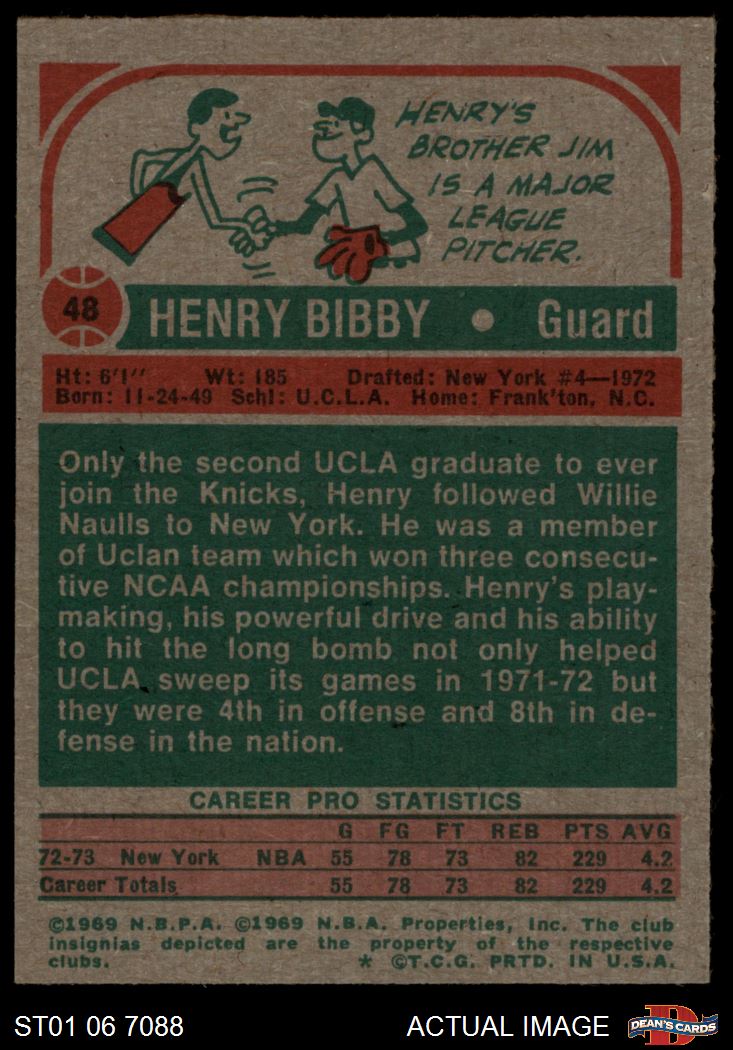 HENRY'S
BROTHER JIM
IS A MAJOR
LEAGUE
PITCHER.
48 HENRY BIBBY • Guard
Ht: 6'1" Wt: 185 Drafted: New York #4—1972
Born: 11-24-49 Schl: U.C.L.A. Home: Frank'ton, N.C.
Only the second UCLA graduate to ever
join the Knicks, Henry followed Willie
Naulls to New York. He was a member
of Uclan team which won three consecu-
tive NCAA championships. Henry's play-
making, his powerful drive and his ability
to hit the long bomb not only helped
UCLA sweep its games in 1971-72 but
they were 4th in offense and 8th in de-
fense in the nation.
CAREER PRO STATISTICS
G FG FT REB PTS AVG
72-73 New York NBA 55 78 73 82 229 4.2
Career Totals 55 78 73 82 229 4.2
©1969 N.B.P.A. ©1969 N.B.A. Properties, Inc. The club
insignias depicted are the property of the respective
clubs. * ©T.C.G. PRTD. IN U.S.A.
ST01 06 7088 ACTUAL IMAGE D DEAN'S CARDS